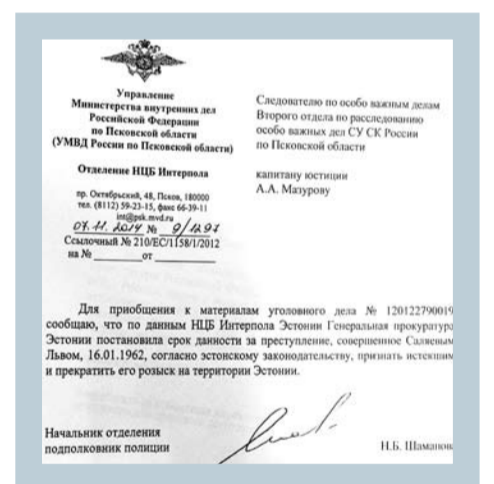 Управление
Министерства внутренних дел
Российской Федерации
по Псковской области
(УМВД России по Псковской области)
Отделение НЦБ Интерпола
пр. Октябрьский, 48, Псков, 180000
тел. (8112) 59-23-15, факс 66-39-11
int@psk.mvd.ru
07.11.2014 № 9/1297
Ссылочный № 210/ЕС/1158/1/2012
на № от
Следователю по особо важным делам
Второго отдела по расследованию
особо важных дел СУ СК России
по Псковской области
капитану юстиции
А.А. Мазурову
Для приобщения к материалам уголовного дела № 120122790019
сообщаю, что по данным НЦБ Интерпола Эстонии Генеральная прокуратура
Эстонии постановила срок данности за преступление, совершенное Саляевым
Львом, 16.01.1962, согласно эстонскому законодательству, признать истекшим
и прекратить его розыск на территории Эстонии.
Начальник отделения
подполковник полиции
Н.Б. Шаманова